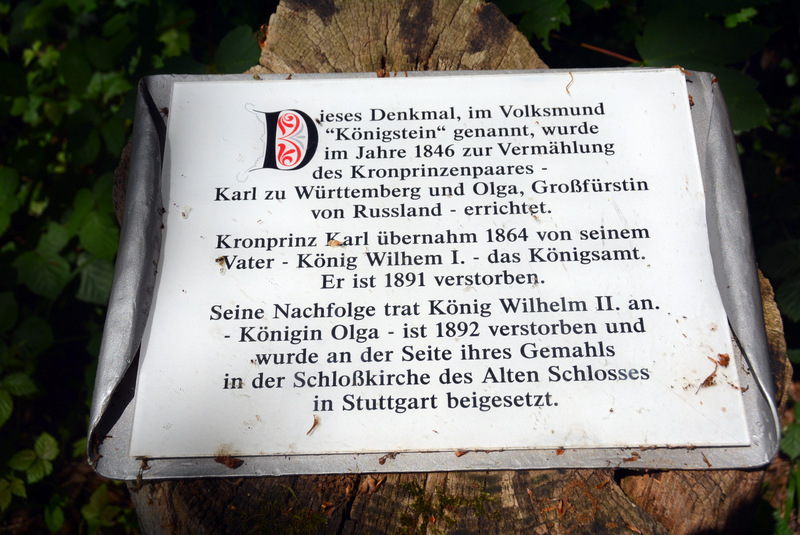 Dieses Denkmal, im Volksmund
“Königstein“ genannt, wurde
im Jahre 1846 zur Vermählung
des Kronprinzenpaares -
Karl zu Württemberg und Olga, Großfürstin
von Russland - errichtet.
Kronprinz Karl übernahm 1864 von seinem
Vater - König Wilhem I. - das Königsamt.
Er ist 1891 verstorben.
Seine Nachfolge trat König Wilhelm II. an.
- Königin Olga - ist 1892 verstorben und
wurde an der Seite ihres Gemahls
in der Schloßkirche des Alten Schlosses
in Stuttgart beigesetzt.